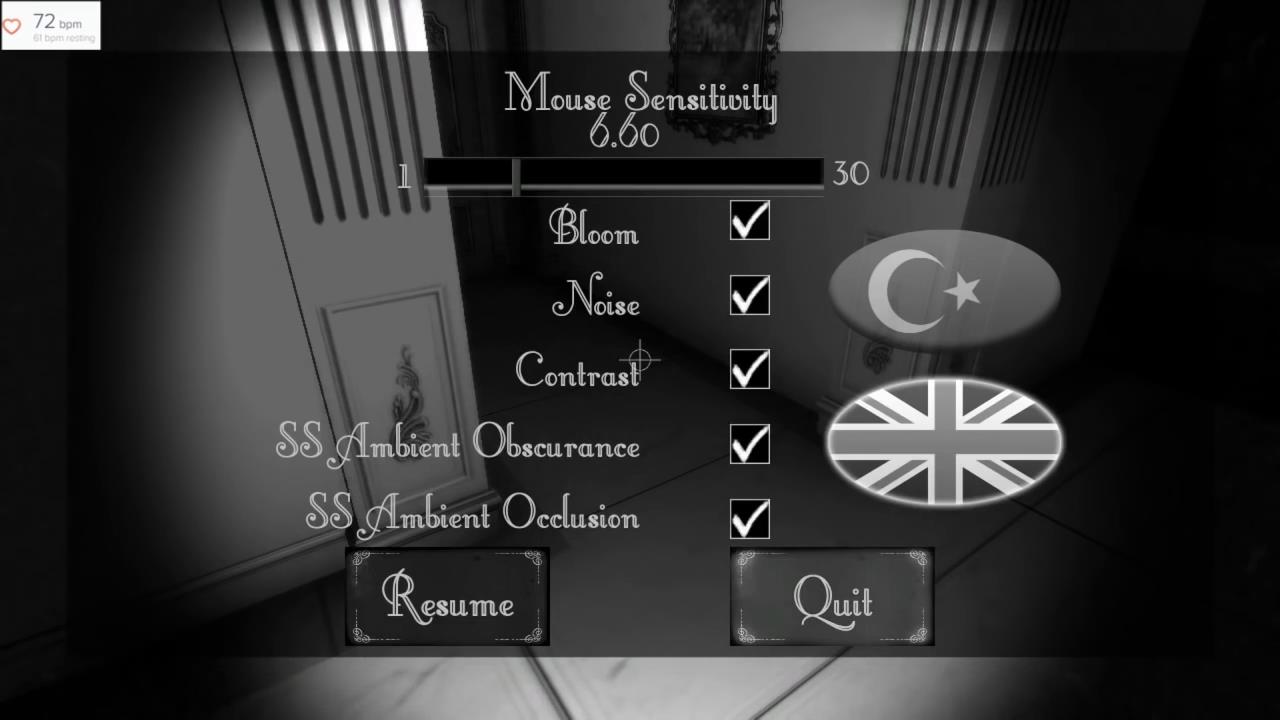 72 bpm
61 bpm resting
Mouse Sensitivity
6.60
1
30
Bloom
Noise
Contrast
SS Ambient Obscurance
SS Ambient Occlusion
Resume
Quit